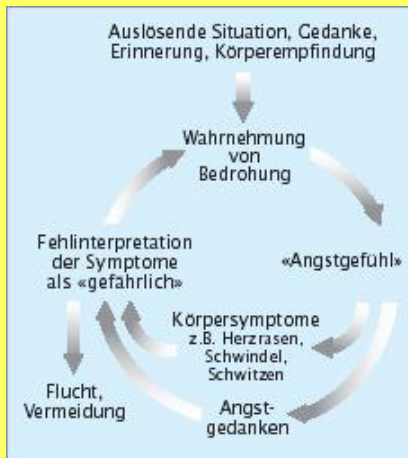 Auslösende Situation, Gedanke,
Erinnerung, Körperempfindung
Wahrnehmung
von
Bedrohung
Fehlinterpretation
der Symptome
als «gefährlich»
«Angstgefühl»
Körpersymptome
z.B. Herzrasen,
Schwindel,
Schwitzen
Flucht,
Vermeidung
Angst-
gedanken